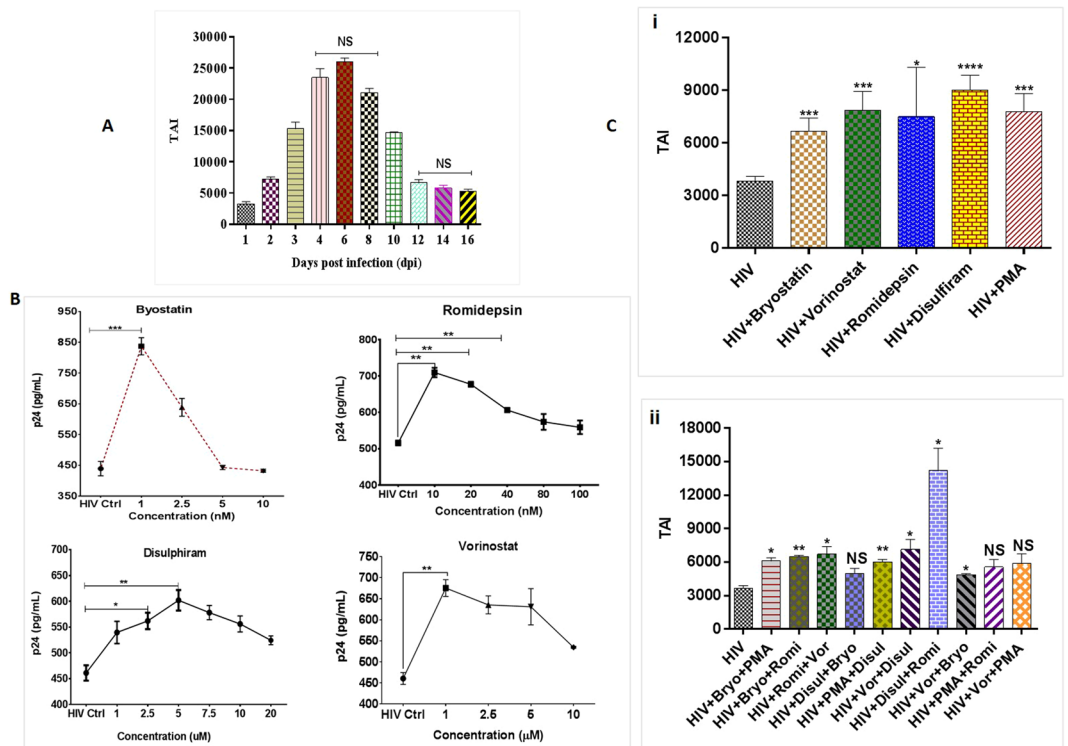 A
TAI
30000
25000
20000
15000
10000
5000
0
NS
NS
1 2 3 4 6 8 10 12 14 16
Days post infection (dpi)
B
Byostatin
p24 (pg/mL)
950
850
750
650
550
450
350
***
HIV Ctrl 1 2.5 5 10
Concentration (nM)
Romidepsin
p24 (pg/mL)
800
700
600
500
400
**
**
**
HIV Ctrl 10 20 40 80 100
Concentration (nM)
Disulphiram
p24 (pg/mL)
700
650
600
550
500
450
400
**
*
HIV Ctrl 1 2.5 5 7.5 10 20
Concentration (uM)
Vorinostat
p24 (pg/mL)
750
700
650
600
550
500
450
400
**
HIV Ctrl 1 2.5 6 10
Concentration (μM)
C
i
TAI
12000
9000
6000
3000
0
*** *** * **** ***
HIV
HIV+Bryostatin
HIV+Vorinostat
HIV+Romidepsin
HIV+Disulfiram
HIV+PMA
ii
TAI
18000
15000
12000
9000
6000
3000
0
* ** * NS ** * * * NS NS
HIV
HIV+Bryo+PMA
HIV+Bryo+Romi
HIV+Romi+Vor
HIV+Disul+Bryo
HIV+PMA+Disul
HIV+Vor+Disul
HIV+Disul+Romi
HIV+Vor+Bryo
HIV+PMA+Romi
HIV+Vor+PMA